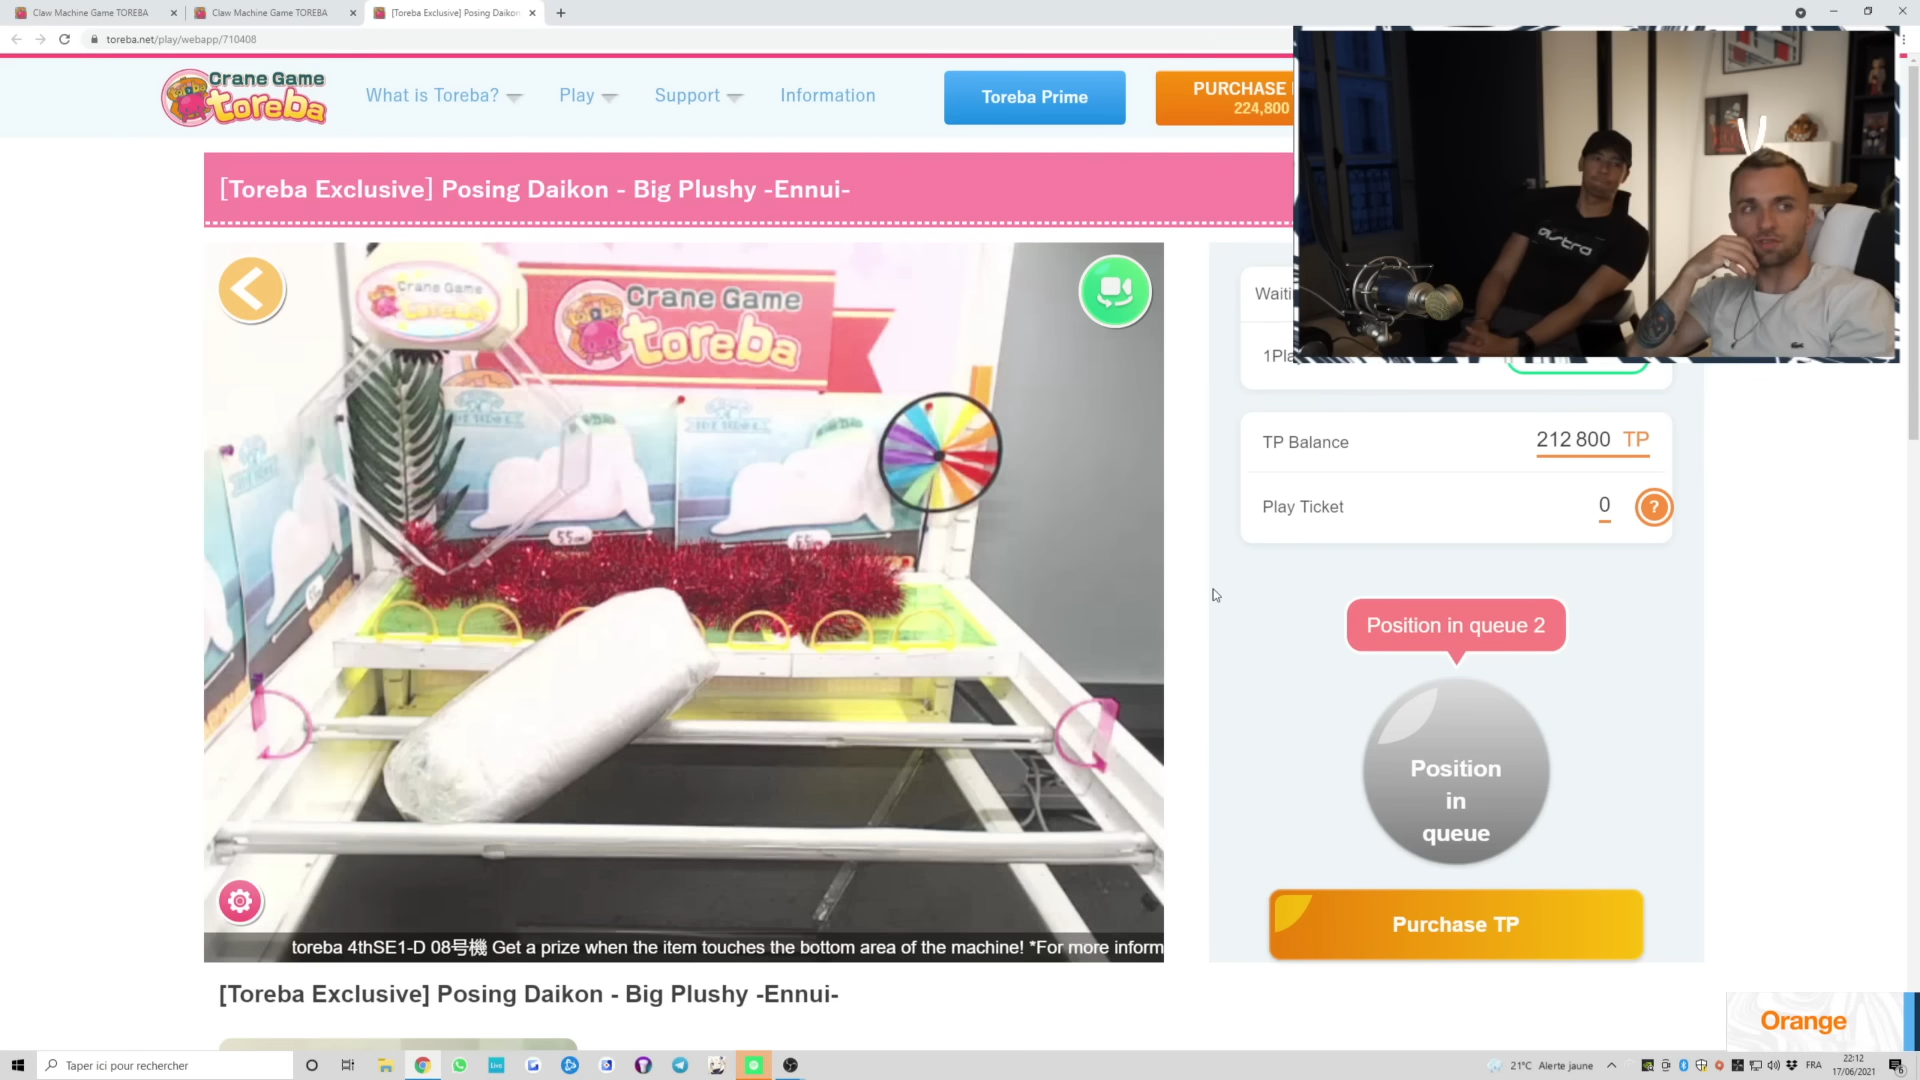 Claw Machine Game TOREBA
Claw Machine Game TOREBA
[Toreba Exclusive] Posing Daikon
toreba.net/play/webapp/710408
Crane Game
toreba
What is Toreba?
Play
Support
Information
Toreba Prime
PURCHASE
224,800
[Toreba Exclusive] Posing Daikon - Big Plushy -Ennui-
Crane Game
Crane Game
toreba
55cm
55cm
astro
Waiti
1Pla
TP Balance
212 800 TP
Play Ticket
0
?
Position in queue 2
Position
in
queue
Purchase TP
toreba 4thSE1-D 08号機 Get a prize when the item touches the bottom area of the machine! *For more inform
[Toreba Exclusive] Posing Daikon - Big Plushy -Ennui-
Orange
Taper ici pour rechercher
Live
21°C Alerte jaune
FRA
22:12
17/06/2021
6